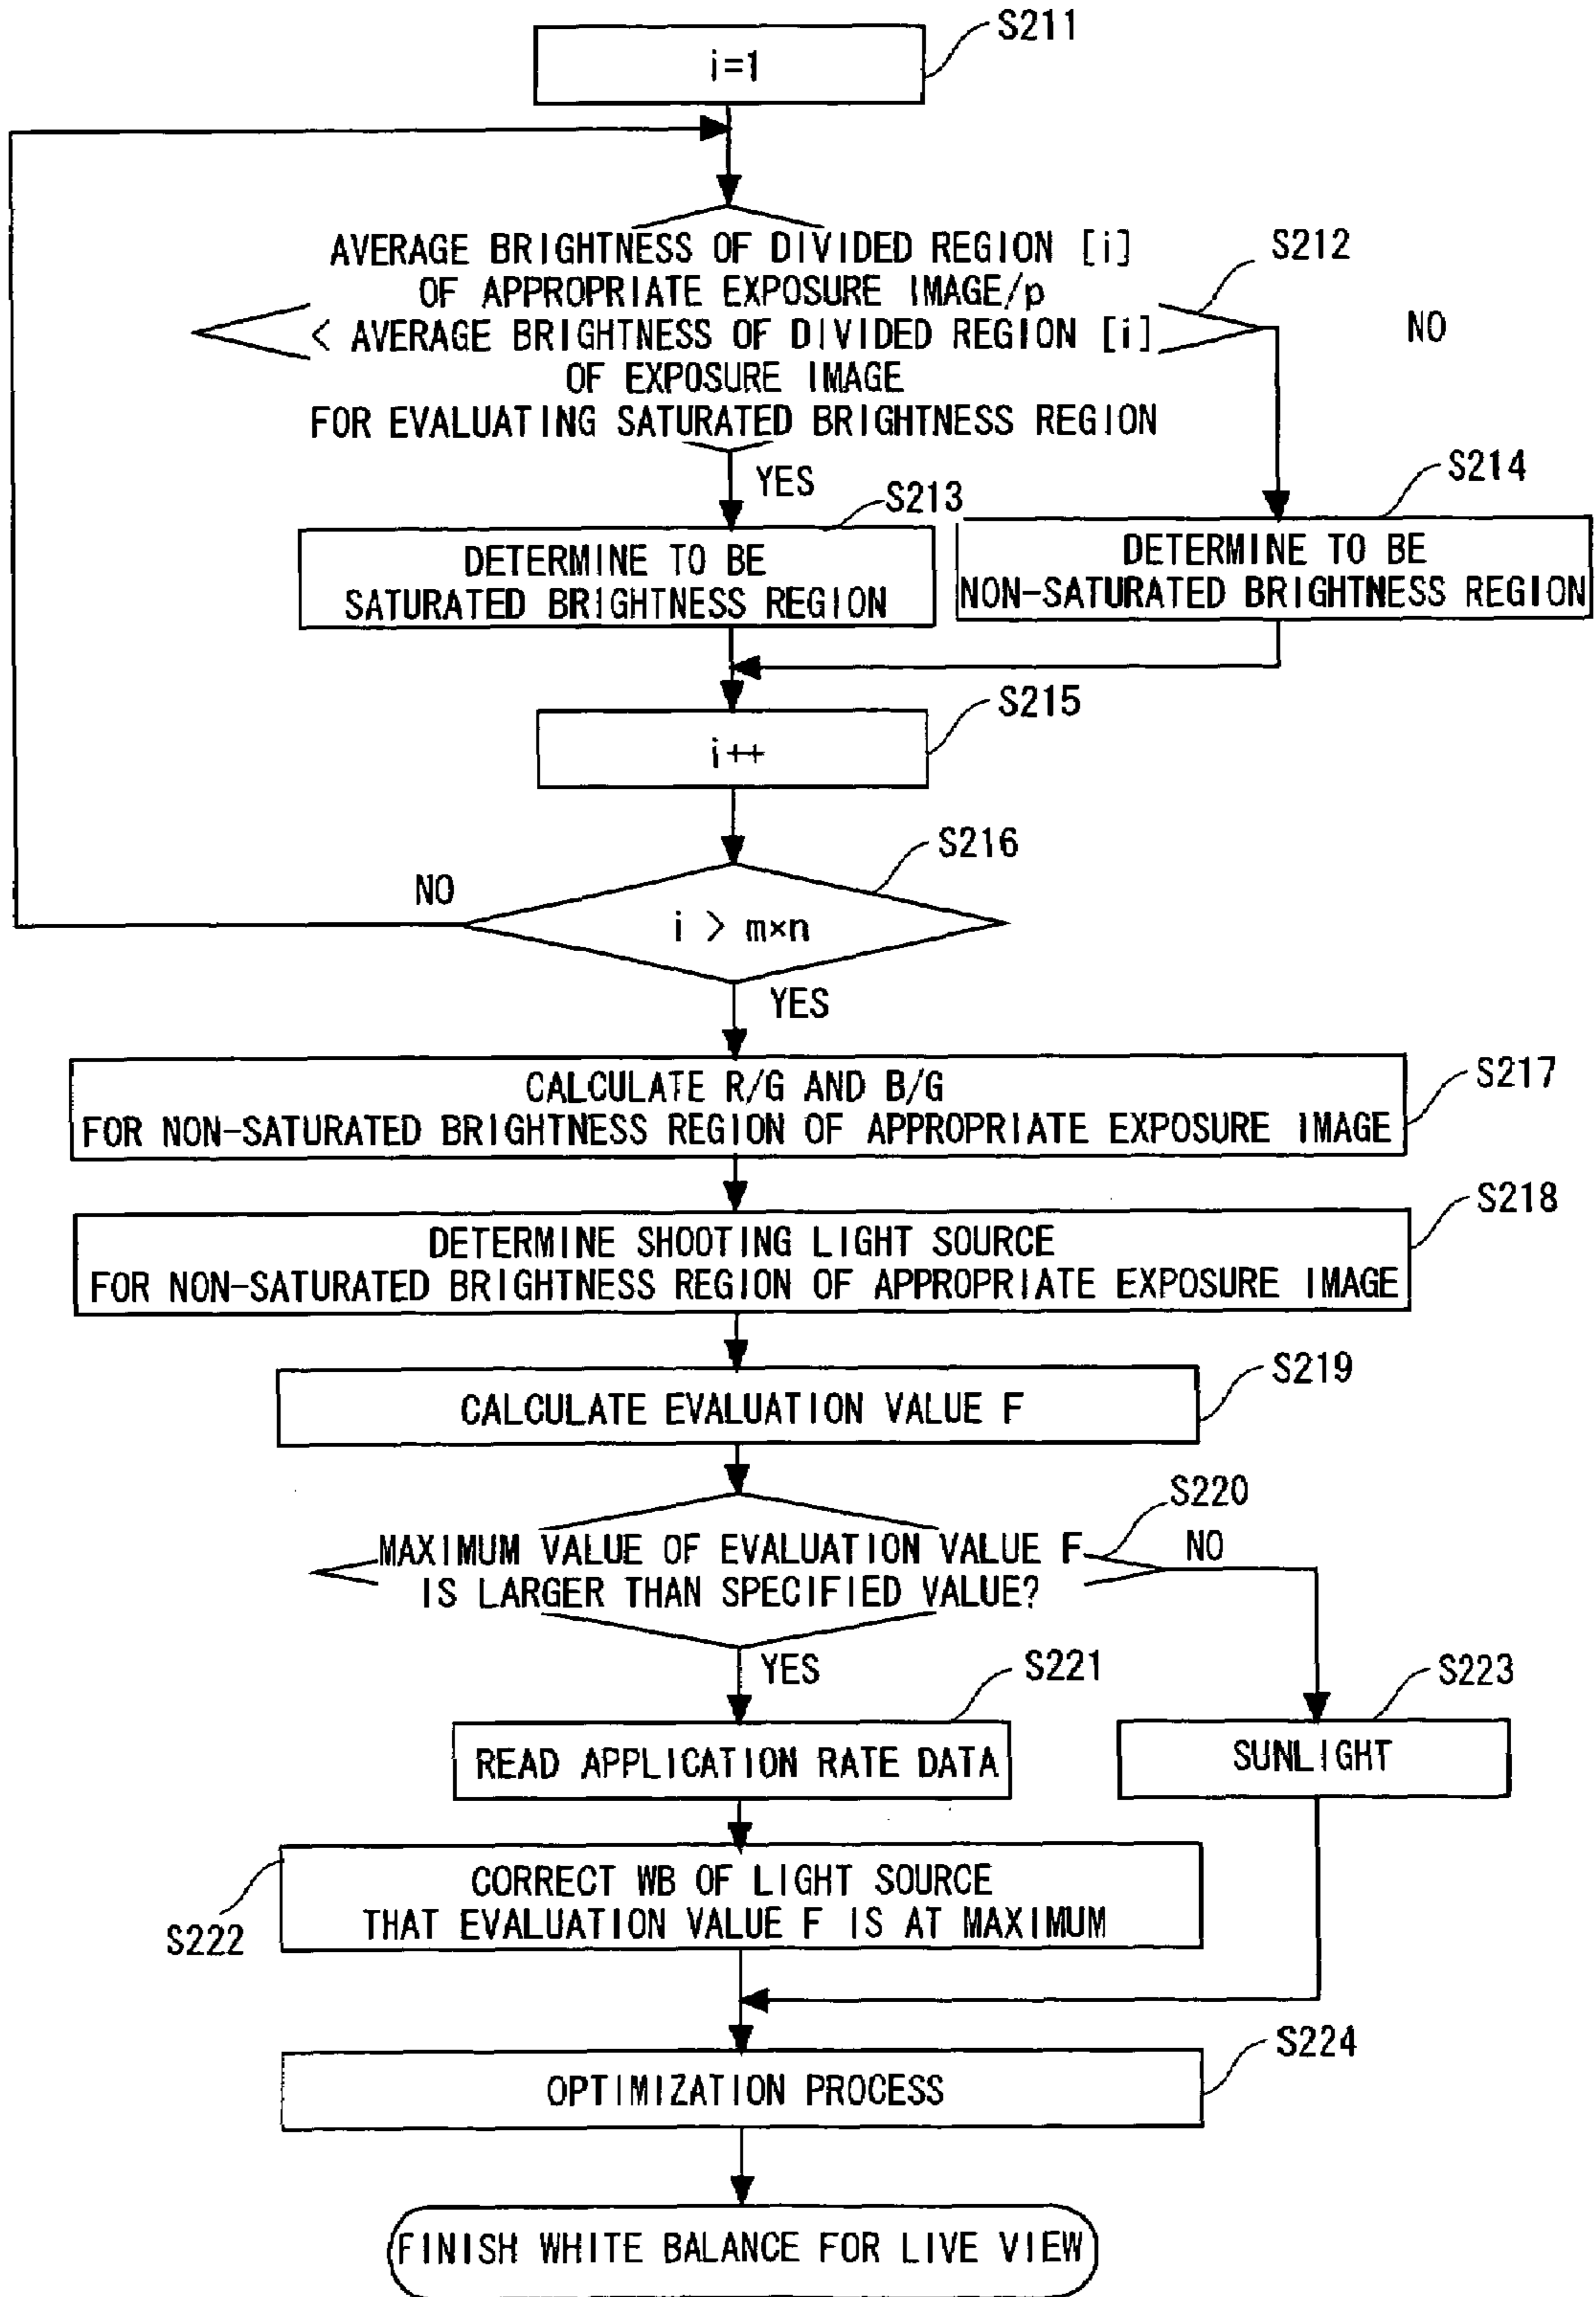 S211
i=1
AVERAGE BRIGHTNESS OF DIVIDED REGION [i]
OF APPROPRIATE EXPOSURE IMAGE/p
< AVERAGE BRIGHTNESS OF DIVIDED REGION [i]
OF EXPOSURE IMAGE
FOR EVALUATING SATURATED BRIGHTNESS REGION
S212
NO
YES
S213
DETERMINE TO BE
SATURATED BRIGHTNESS REGION
S214
DETERMINE TO BE
NON-SATURATED BRIGHTNESS REGION
S215
i++
S216
NO
i > m×n
YES
S217
CALCULATE R/G AND B/G
FOR NON-SATURATED BRIGHTNESS REGION OF APPROPRIATE EXPOSURE IMAGE
S218
DETERMINE SHOOTING LIGHT SOURCE
FOR NON-SATURATED BRIGHTNESS REGION OF APPROPRIATE EXPOSURE IMAGE
S219
CALCULATE EVALUATION VALUE F
S220
MAXIMUM VALUE OF EVALUATION VALUE F
IS LARGER THAN SPECIFIED VALUE?
NO
YES
S221
READ APPLICATION RATE DATA
S223
SUNLIGHT
S222
CORRECT WB OF LIGHT SOURCE
THAT EVALUATION VALUE F IS AT MAXIMUM
S224
OPTIMIZATION PROCESS
FINISH WHITE BALANCE FOR LIVE VIEW